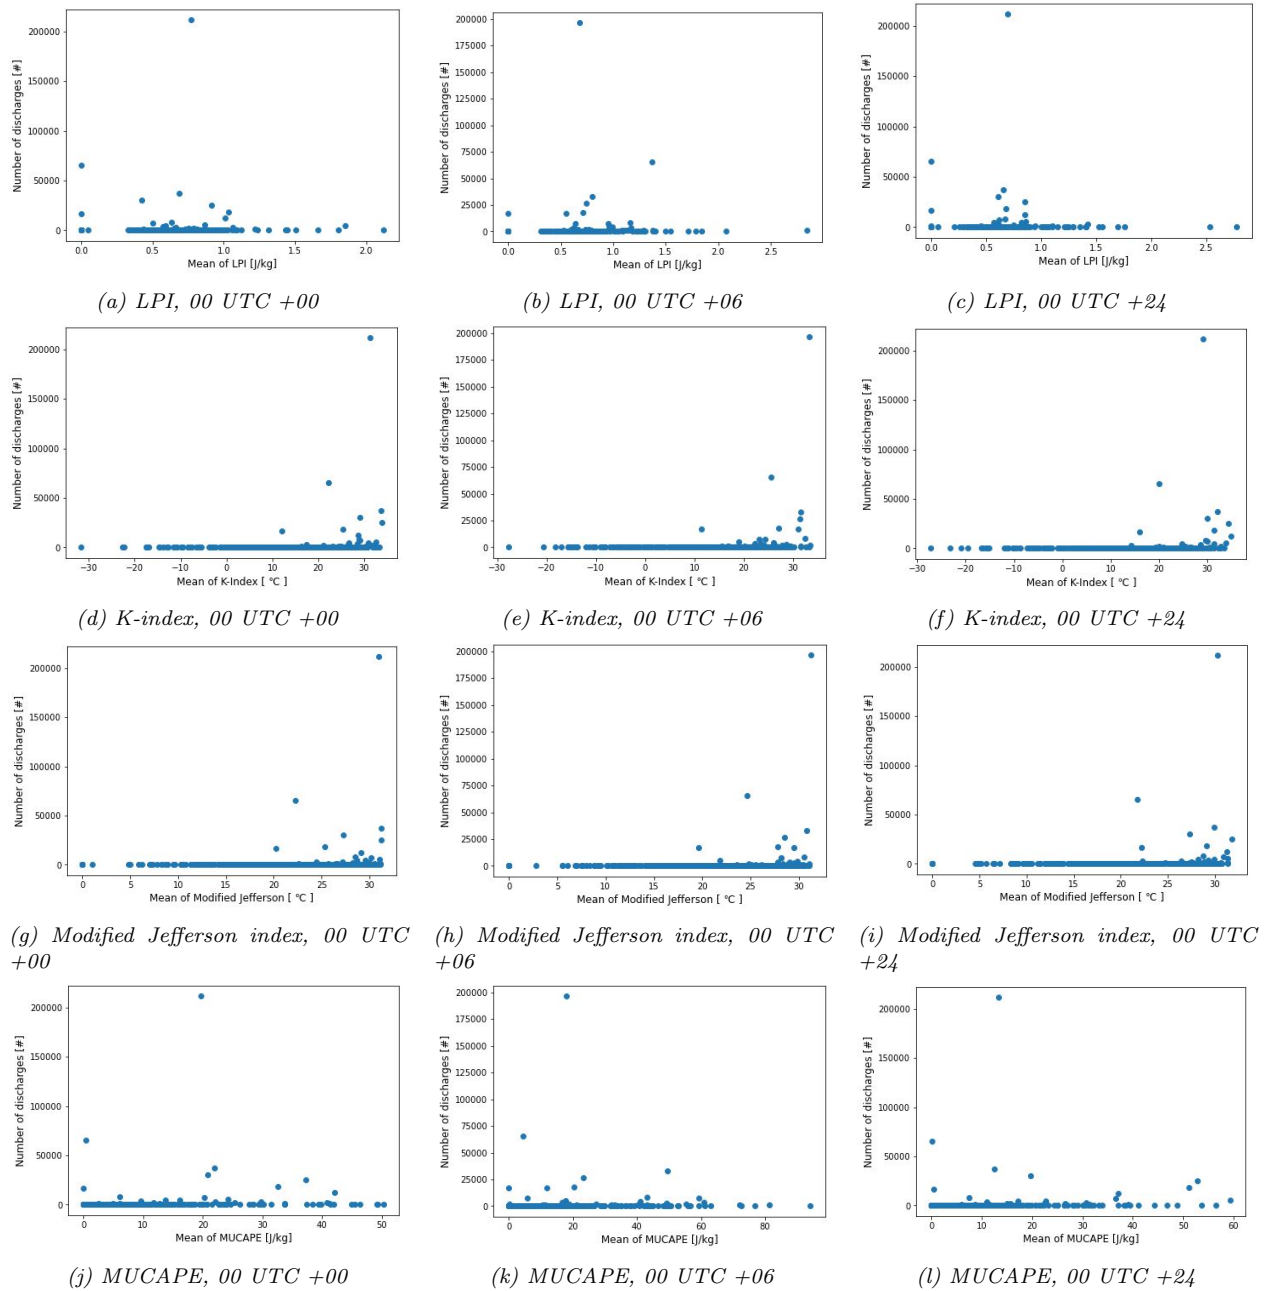 200000
150000
100000
50000
0
Number of discharges [#]
0.0 0.5 1.0 1.5 2.0
Mean of LPI [J/kg]
(a) LPI, 00 UTC +00
200000
175000
150000
125000
100000
75000
50000
25000
0
Number of discharges [#]
0.0 0.5 1.0 1.5 2.0 2.5
Mean of LPI [J/kg]
(b) LPI, 00 UTC +06
200000
150000
100000
50000
0
Number of discharges [#]
0.0 0.5 1.0 1.5 2.0 2.5
Mean of LPI [J/kg]
(c) LPI, 00 UTC +24
200000
150000
100000
50000
0
Number of discharges [#]
−30 −20 −10 0 10 20 30
Mean of K-Index [ °C ]
(d) K-index, 00 UTC +00
200000
175000
150000
125000
100000
75000
50000
25000
0
Number of discharges [#]
−30 −20 −10 0 10 20 30
Mean of K-Index [ °C ]
(e) K-index, 00 UTC +06
200000
150000
100000
50000
0
Number of discharges [#]
−30 −20 −10 0 10 20 30
Mean of K-Index [ °C ]
(f) K-index, 00 UTC +24
200000
150000
100000
50000
0
Number of discharges [#]
0 5 10 15 20 25 30
Mean of Modified Jefferson [ °C ]
(g) Modified Jefferson index, 00 UTC
+00
200000
175000
150000
125000
100000
75000
50000
25000
0
Number of discharges [#]
0 5 10 15 20 25 30
Mean of Modified Jefferson [ °C ]
(h) Modified Jefferson index, 00 UTC
+06
200000
150000
100000
50000
0
Number of discharges [#]
0 5 10 15 20 25 30
Mean of Modified Jefferson [ °C ]
(i) Modified Jefferson index, 00 UTC
+24
200000
150000
100000
50000
0
Number of discharges [#]
0 10 20 30 40 50
Mean of MUCAPE [J/kg]
(j) MUCAPE, 00 UTC +00
200000
175000
150000
125000
100000
75000
50000
25000
0
Number of discharges [#]
0 20 40 60 80
Mean of MUCAPE [J/kg]
(k) MUCAPE, 00 UTC +06
200000
150000
100000
50000
0
Number of discharges [#]
0 10 20 30 40 50 60
Mean of MUCAPE [J/kg]
(l) MUCAPE, 00 UTC +24